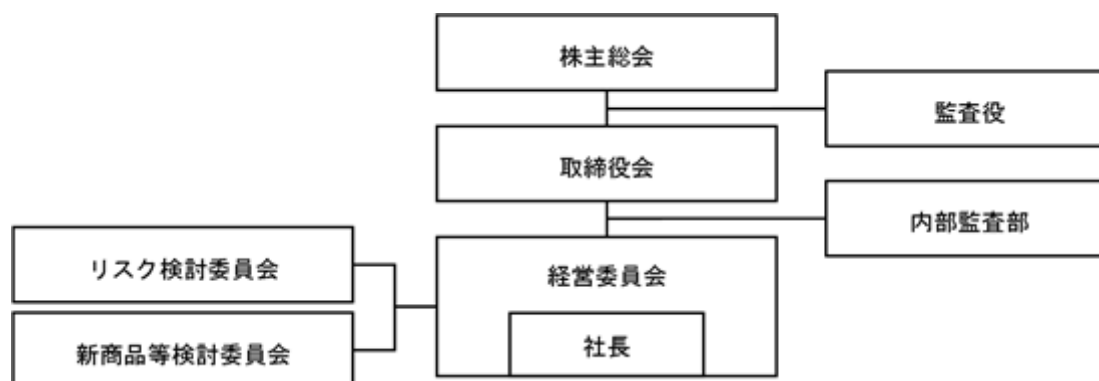 株主総会
監査役
取締役会
内部監査部
リスク検討委員会
経営委員会
社長
新商品等検討委員会